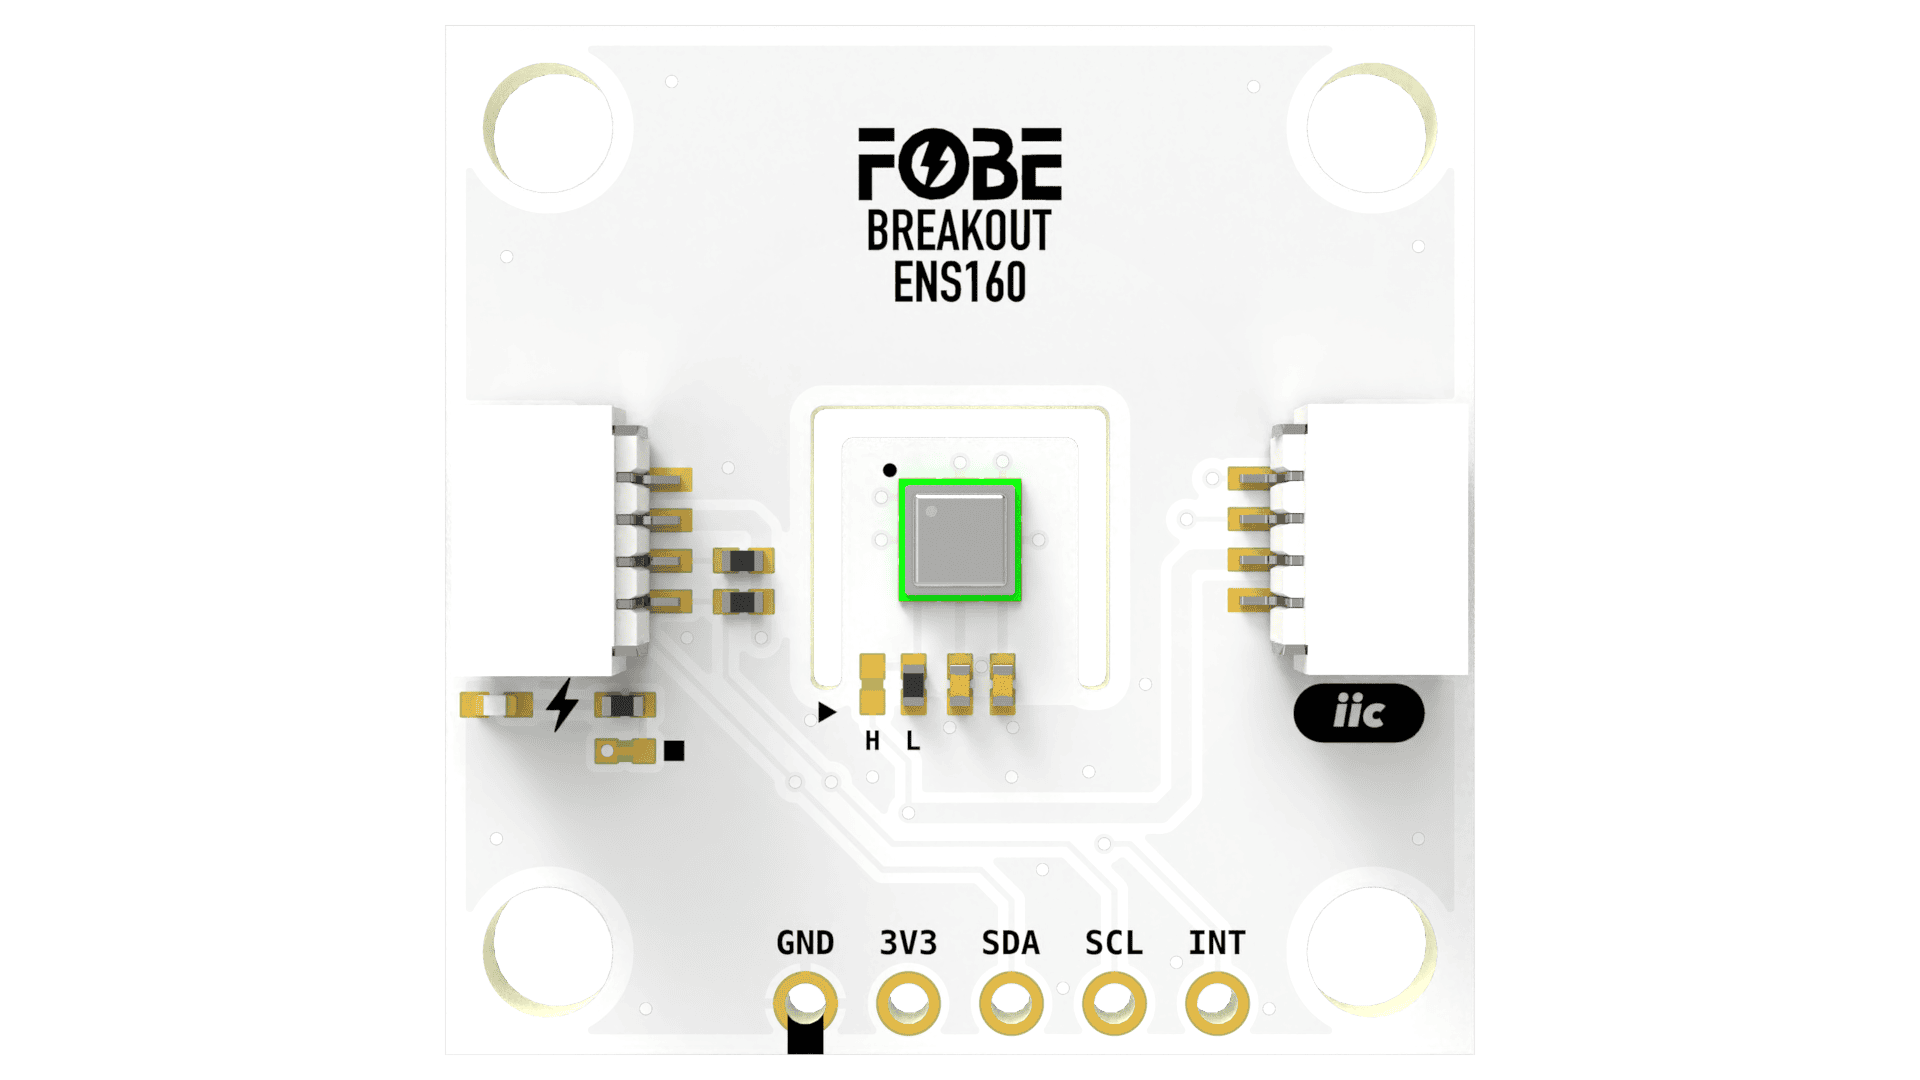 FOBE
BREAKOUT
ENS160
iic
H L
GND 3V3 SDA SCL INT